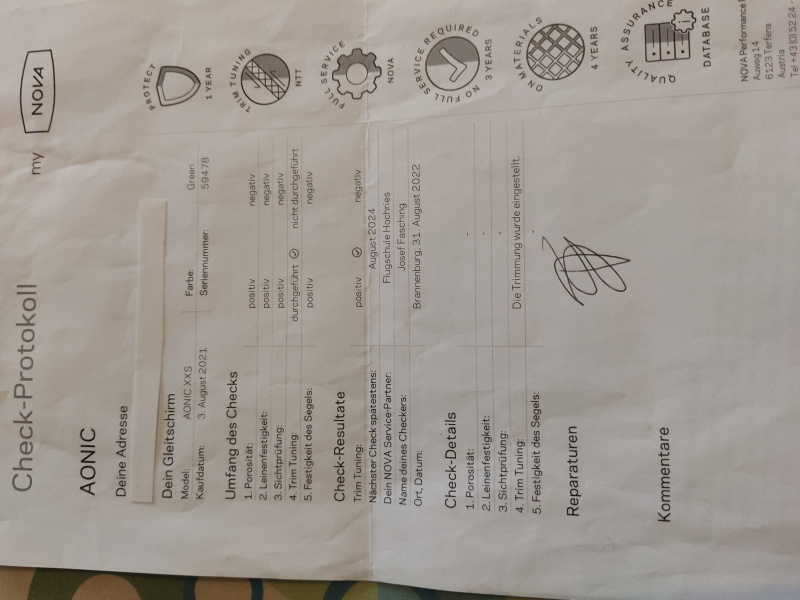 Check-Protokoll
my NOVA
AONIC
Deine Adresse
Dein Gleitschirm
Model: AONIC XXS Farbe: Green
Kaufdatum: 3. August 2021 Seriennummer: 59478
Umfang des Checks
1. Porosität: positiv negativ
2. Leinenfestigkeit: positiv negativ
3. Sichtprüfung: positiv negativ
4. Trim Tuning: durchgeführt nicht durchgeführt
5. Festigkeit des Segels: positiv negativ
Check-Resultate
Trim Tuning: positiv negativ
Nächster Check spätestens: August 2024
Dein NOVA Service-Partner: Flugschule Hochries
Name deines Checkers: Josef Fasching
Ort, Datum: Brannenburg, 31. August 2022
Check-Details
1. Porosität: -
2. Leinenfestigkeit: -
3. Sichtprüfung: -
4. Trim Tuning: Die Trimmung wurde eingestellt.
5. Festigkeit des Segels: -
Reparaturen
Kommentare
PROTECT
1 YEAR
TRIM TUNING
NTT
FULL SERVICE
NOVA
NO FULL SERVICE REQUIRED
3 YEARS
ON MATERIALS
4 YEARS
QUALITY ASSURANCE
DATABASE
NOVA Performance
Auweg 14
6123 Terfens
Austria
Tel +43 (0) 52 24 -